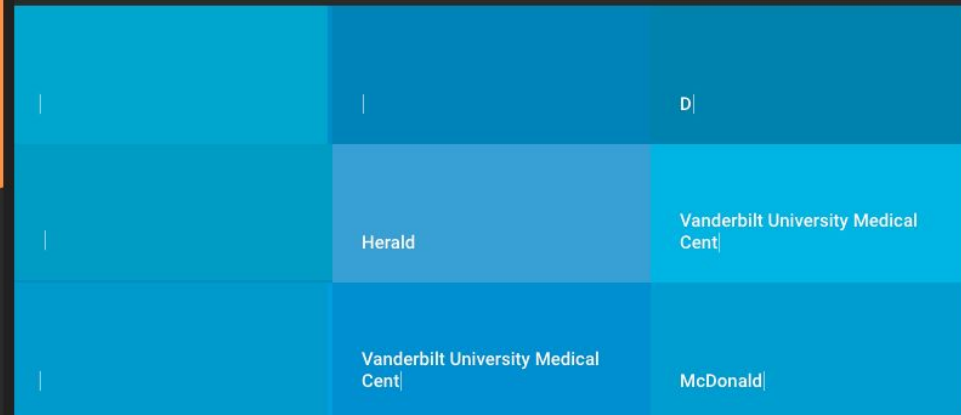 D
Herald
Vanderbilt University Medical
Cent
Vanderbilt University Medical
Cent
McDonald